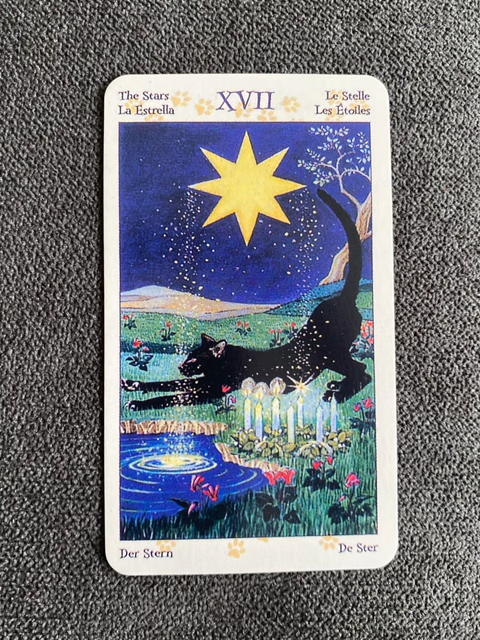 The Stars
La Estrella
XVII
Le Stelle
Les Étoiles
Der Stern
De Ster